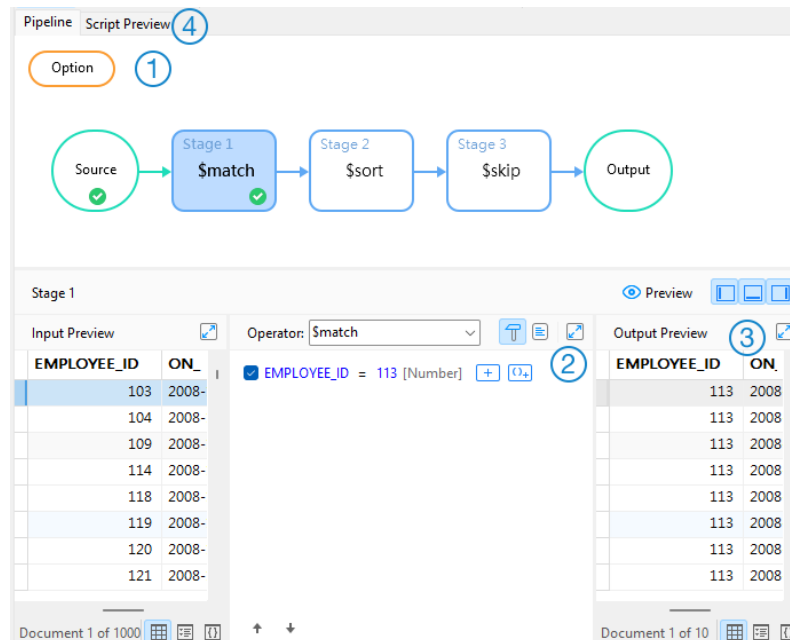 Pipeline Script Preview 4
Option 1
Stage 1 Stage 2 Stage 3
Source $match $sort $skip Output
Stage 1 Preview
Input Preview Operator: $match 2 Output Preview 3
EMPLOYEE_ID ON_ EMPLOYEE_ID = 113 [Number] EMPLOYEE_ID ON_
103 2008- 113 2008
104 2008- 113 2008
109 2008- 113 2008
114 2008- 113 2008
118 2008- 113 2008
119 2008- 113 2008
120 2008- 113 2008
121 2008- 113 2008
Document 1 of 1000 Document 1 of 10